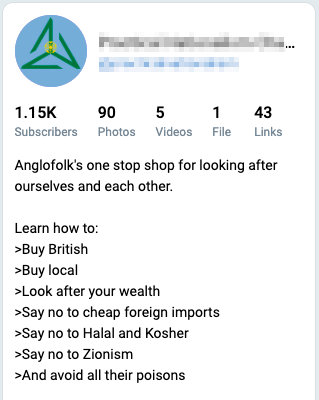 1.15K 90 5 1 43
Subscribers Photos Videos File Links
Anglofolk's one stop shop for looking after
ourselves and each other.
Learn how to:
>Buy British
>Buy local
>Look after your wealth
>Say no to cheap foreign imports
>Say no to Halal and Kosher
>Say no to Zionism
>And avoid all their poisons